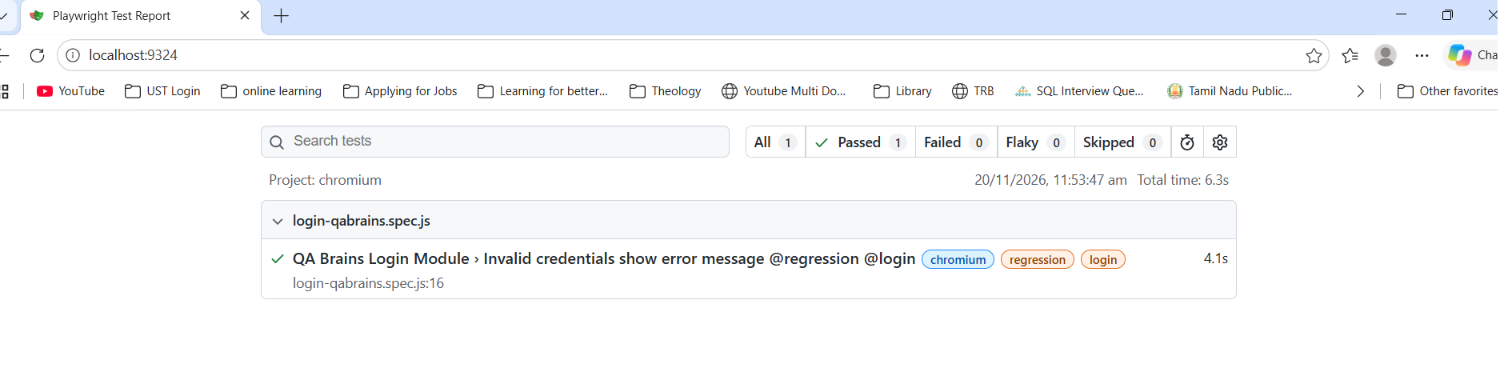 Playwright Test Report
localhost:9324
YouTube UST Login online learning Applying for Jobs Learning for better... Theology Youtube Multi Do... Library TRB SQL Interview Que... Tamil Nadu Public... Other favorites
Search tests All 1 Passed 1 Failed 0 Flaky 0 Skipped 0
Project: chromium 20/11/2026, 11:53:47 am Total time: 6.3s
login-qabrains.spec.js
QA Brains Login Module › Invalid credentials show error message @regression @login chromium regression login 4.1s
login-qabrains.spec.js:16